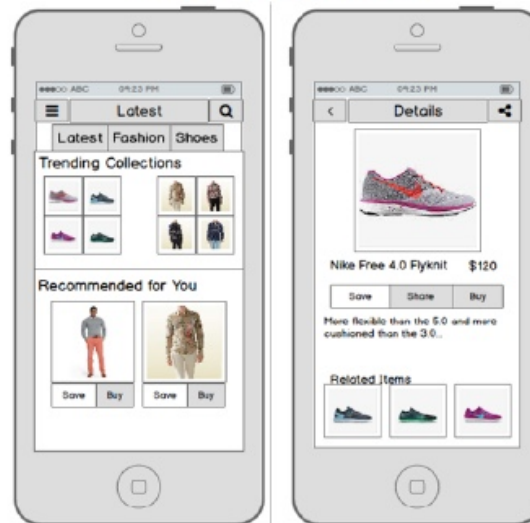 ABC 09:23 PM
Latest
Latest Fashion Shoes
Trending Collections
Recommended for You
Save Buy Save Buy
ABC 09:23 PM
Details
Nike Free 4.0 Flyknit $120
Save Share Buy
More flexible than the 5.0 and more
cushioned than the 3.0...
Related Items